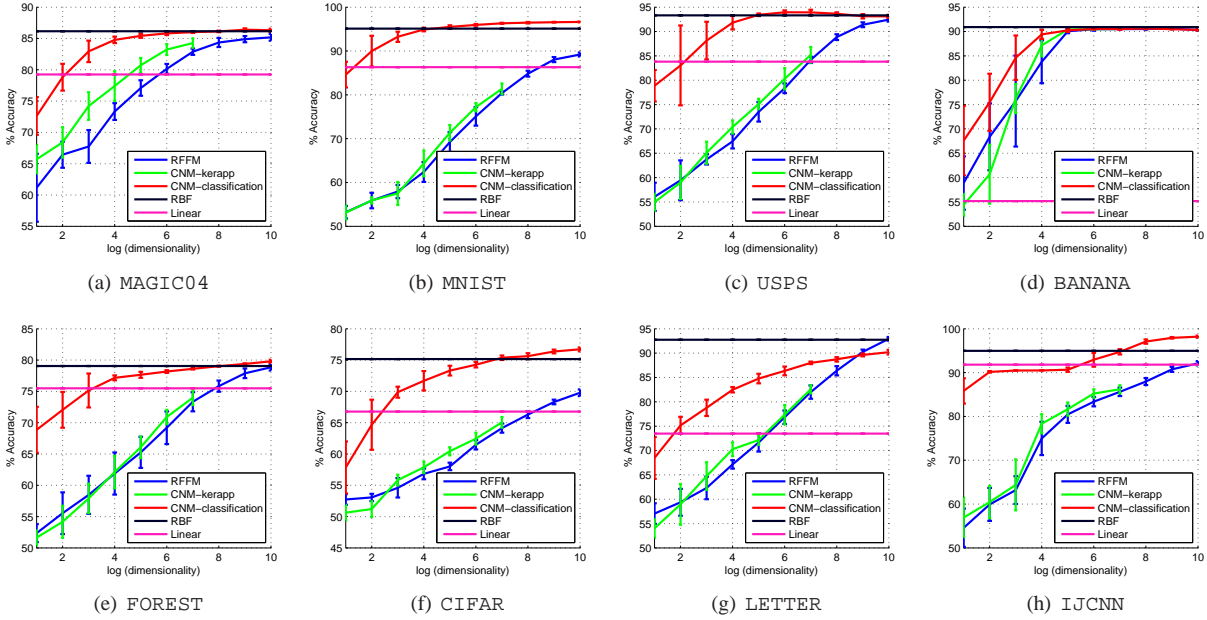 90
85
80
75
70
65
60
55
% Accuracy
2 4 6 8 10
log (dimensionality)
RFFM
CNM−kerapp
CNM−classification
RBF
Linear
(a) MAGIC04
100
90
80
70
60
50
% Accuracy
2 4 6 8 10
log (dimensionality)
RFFM
CNM−kerapp
CNM−classification
RBF
Linear
(b) MNIST
95
90
85
80
75
70
65
60
55
50
% Accuracy
2 4 6 8 10
log (dimensionality)
RFFM
CNM−kerapp
CNM−classification
RBF
Linear
(c) USPS
95
90
85
80
75
70
65
60
55
50
% Accuracy
2 4 6 8 10
log (dimensionality)
RFFM
CNM−kerapp
CNM−classification
RBF
Linear
(d) BANANA
85
80
75
70
65
60
55
50
% Accuracy
2 4 6 8 10
log (dimensionality)
RFFM
CNM−kerapp
CNM−classification
RBF
Linear
(e) FOREST
80
75
70
65
60
55
50
45
% Accuracy
2 4 6 8 10
log (dimensionality)
RFFM
CNM−kerapp
CNM−classification
RBF
Linear
(f) CIFAR
95
90
85
80
75
70
65
60
55
50
% Accuracy
2 4 6 8 10
log (dimensionality)
RFFM
CNM−kerapp
CNM−classification
RBF
Linear
(g) LETTER
100
90
80
70
60
50
% Accuracy
2 4 6 8 10
log (dimensionality)
RFFM
CNM−kerapp
CNM−classification
RBF
Linear
(h) IJCNN